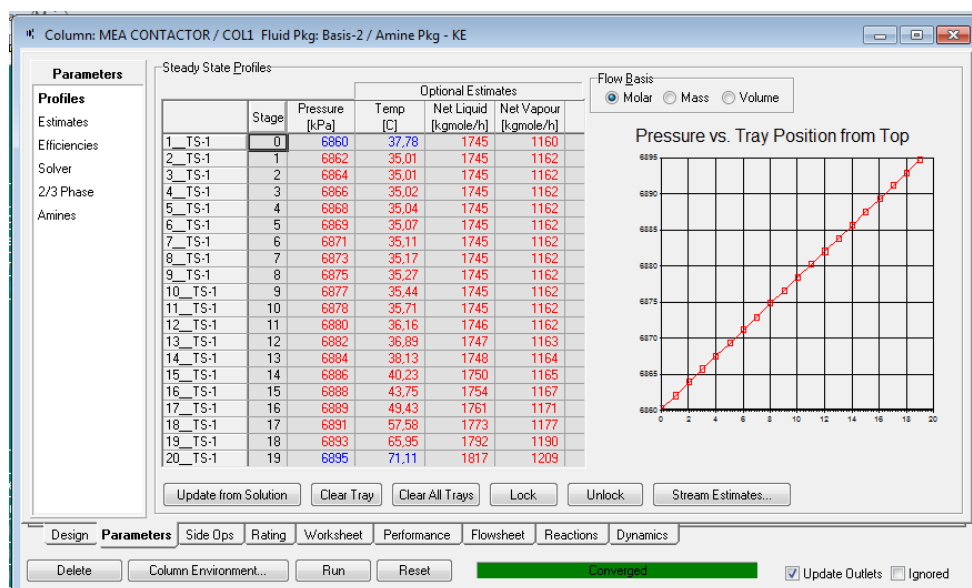 Column: MEA CONTACTOR / COL1 Fluid Pkg: Basis-2 / Amine Pkg - KE
Parameters
Profiles
Estimates
Efficiencies
Solver
2/3 Phase
Amines
Steady State Profiles
Optional Estimates
Stage Pressure [kPa] Temp [C] Net Liquid [kgmole/h] Net Vapour [kgmole/h]
1__TS-1 0 6860 37,78 1745 1160
2__TS-1 1 6862 35,01 1745 1162
3__TS-1 2 6864 35,01 1745 1162
4__TS-1 3 6866 35,02 1745 1162
5__TS-1 4 6868 35,04 1745 1162
6__TS-1 5 6869 35,07 1745 1162
7__TS-1 6 6871 35,11 1745 1162
8__TS-1 7 6873 35,17 1745 1162
9__TS-1 8 6875 35,27 1745 1162
10__TS-1 9 6877 35,44 1745 1162
11__TS-1 10 6878 35,71 1745 1162
12__TS-1 11 6880 36,16 1746 1162
13__TS-1 12 6882 36,89 1747 1163
14__TS-1 13 6884 38,13 1748 1164
15__TS-1 14 6886 40,23 1750 1165
16__TS-1 15 6888 43,75 1754 1167
17__TS-1 16 6889 49,43 1761 1171
18__TS-1 17 6891 57,58 1773 1177
19__TS-1 18 6893 65,95 1792 1190
20__TS-1 19 6895 71,11 1817 1209
Flow Basis
Molar Mass Volume
Pressure vs. Tray Position from Top
6895
6890
6885
6880
6875
6870
6865
6860
0 2 4 6 8 10 12 14 16 18 20
Update from Solution Clear Tray Clear All Trays Lock Unlock Stream Estimates...
Design Parameters Side Ops Rating Worksheet Performance Flowsheet Reactions Dynamics
Delete Column Environment... Run Reset Converged Update Outlets Ignored